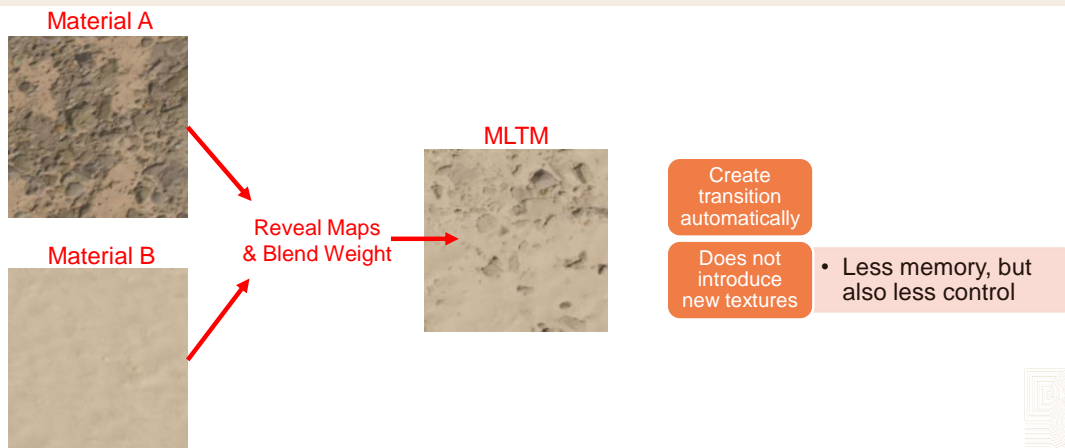 Material A
MLTM
Reveal Maps
& Blend Weight
Material B
Create
transition
automatically
Does not
introduce
new textures
• Less memory, but
also less control